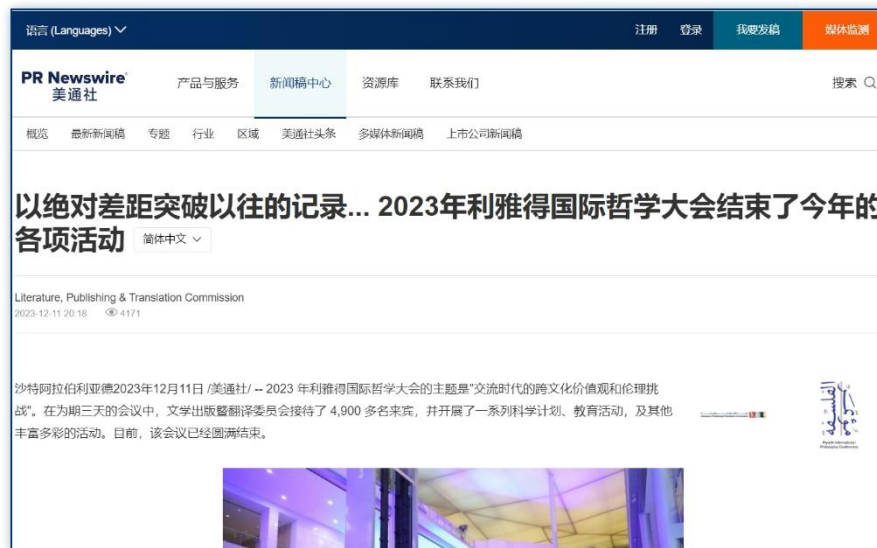 语言 (Languages)
注册 登录 我要发稿 媒体监测
PR Newswire
美通社
产品与服务 新闻稿中心 资源库 联系我们 搜索
概览 最新新闻稿 专题 行业 区域 美通社头条 多媒体新闻稿 上市公司新闻稿
以绝对差距突破以往的记录... 2023年利雅得国际哲学大会结束了今年的
各项活动 简体中文
Literature, Publishing & Translation Commission
2023-12-11 20:18 4171
沙特阿拉伯利亚德2023年12月11日 /美通社/ -- 2023 年利雅得国际哲学大会的主题是"交流时代的跨文化价值观和伦理挑
战"。在为期三天的会议中，文学出版暨翻译委员会接待了 4,900 多名来宾，并开展了一系列科学计划、教育活动，及其他
丰富多彩的活动。目前，该会议已经圆满结束。
Riyadh International
Philosophy Conference